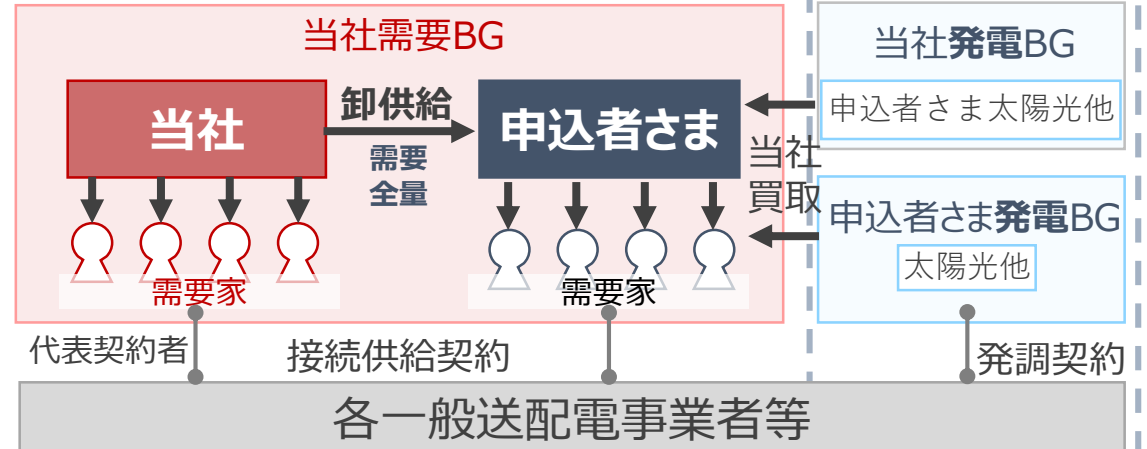 当社需要BG
当社
卸供給
需要
全量
申込者さま
需要家
需要家
当社発電BG
申込者さま太陽光他
当社
買取
申込者さま発電BG
太陽光他
代表契約者
接続供給契約
発調契約
各一般送配電事業者等